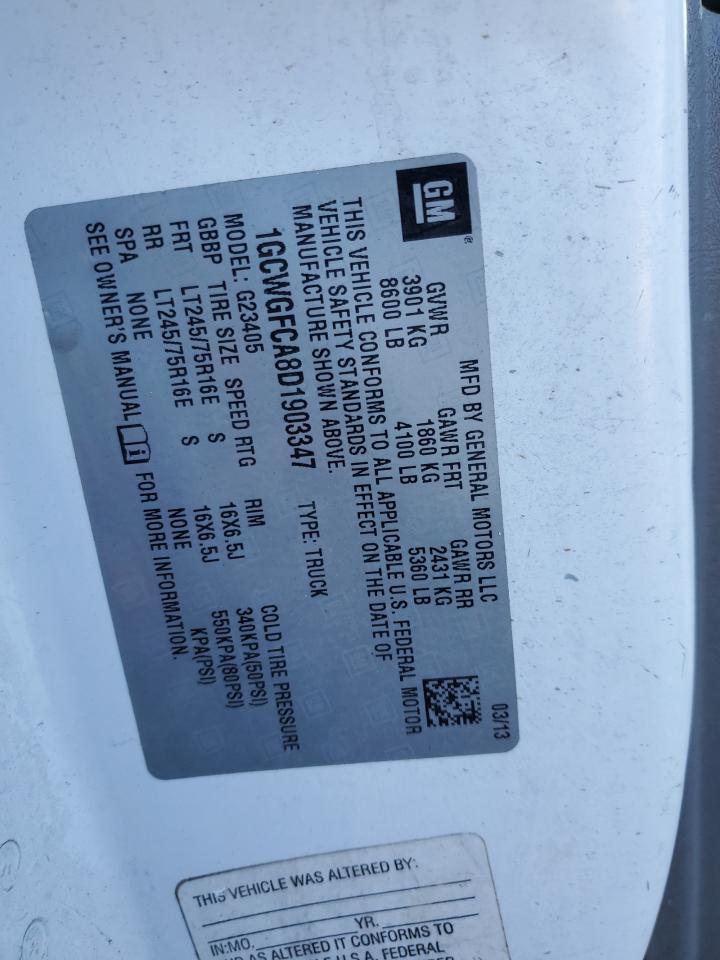 GM
MFD BY GENERAL MOTORS LLC 03/13
GVWR GAWR FRT GAWR RR
3901 KG 1860 KG 2431 KG
8600 LB 4100 LB 5360 LB
THIS VEHICLE CONFORMS TO ALL APPLICABLE U.S. FEDERAL MOTOR
VEHICLE SAFETY STANDARDS IN EFFECT ON THE DATE OF
MANUFACTURE SHOWN ABOVE.
1GCWGFCA8D1903347 TYPE: TRUCK
MODEL: G23405
GBBP TIRE SIZE SPEED RTG RIM COLD TIRE PRESSURE
FRT LT245/75R16E S 16X6.5J 340KPA(50PSI)
RR LT245/75R16E S 16X6.5J 550KPA(80PSI)
SPA NONE NONE KPA(PSI)
SEE OWNER'S MANUAL FOR MORE INFORMATION.
THIS VEHICLE WAS ALTERED BY:
IN:MO. YR.
AS ALTERED IT CONFORMS TO
U.S.A. FEDERAL